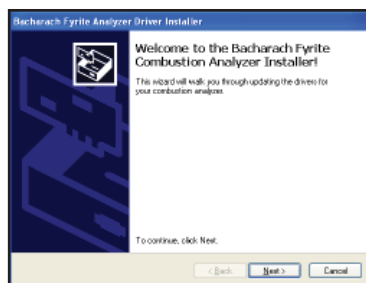 Bacharach Fyrite Analyzer Driver Installer
Welcome to the Bacharach Fyrite
Combustion Analyzer Installer!
This wizard will walk you through updating the drivers for
your combustion analyzer.
To continue, click Next.
< Back
Next >
Cancel